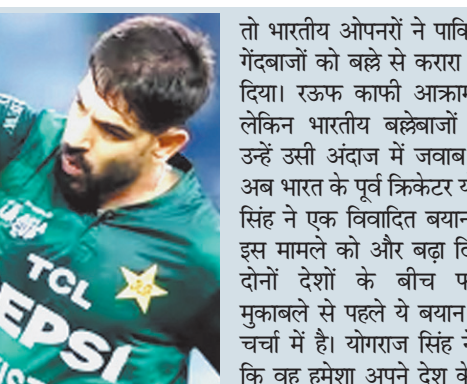 तो भारतीय ओपनरों ने
गेंदबाजों को बल्ले से करारा
दिया। रऊफ काफी
लेकिन भारतीय बल्लेबाजों
उन्हें उसी अंदाज में जवाब
अब भारत के पूर्व क्रिकेटर
सिंह ने एक विवादित बयान
इस मामले को और बढ़ा
दोनों देशों के बीच
मुकाबले से पहले ये बयान
चर्चा में है। योगराज सिंह
कि वह हमेशा अपने देश के
TCL
EPSI